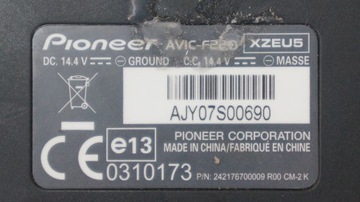 Pioneer AVIC-F220 XZEU5
DC. 14.4 V GROUND C.C. 14.4 V MASSE
AJY07S00690
PIONEER CORPORATION
MADE IN CHINA/FABRIQUÉ EN CHINE
e13
0310173
P/N: 242176700009 R00 CM-2 K